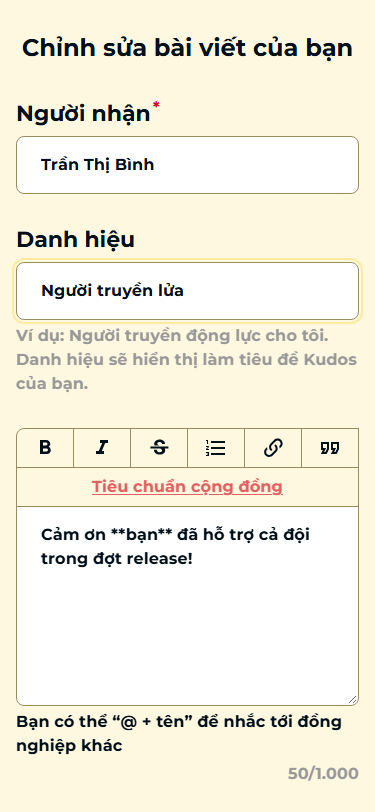 Chỉnh sửa bài viết của bạn
Người nhận*
Trần Thị Bình
Danh hiệu
Người truyền lửa
Ví dụ: Người truyền động lực cho tôi.
Danh hiệu sẽ hiển thị làm tiêu đề Kudos
của bạn.
B I S
Tiêu chuẩn cộng đồng
Cảm ơn **bạn** đã hỗ trợ cả đội
trong đợt release!
Bạn có thể “@ + tên” để nhắc tới đồng
nghiệp khác
50/1.000